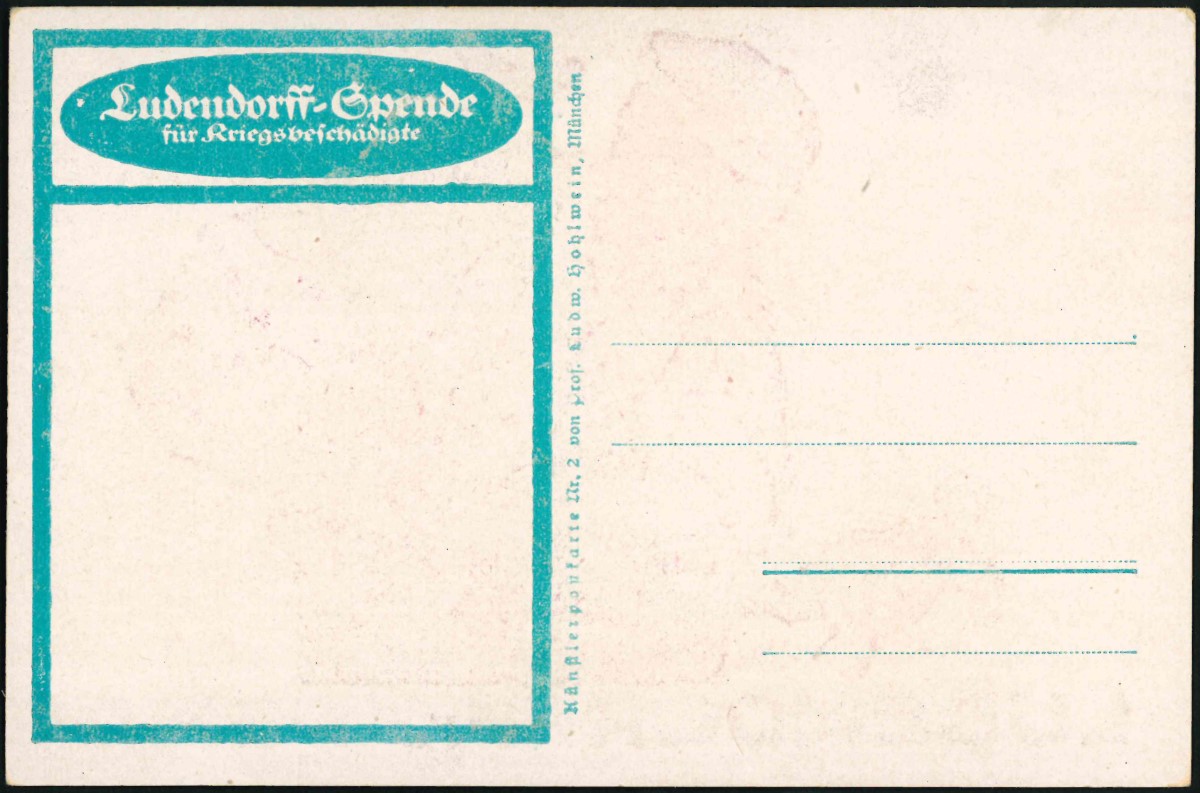 Ludendorff-Spende
für Kriegsbeschädigte
Künstlerpostkarte Nr. 2 von Prof. Ludw. Hohlwein, München